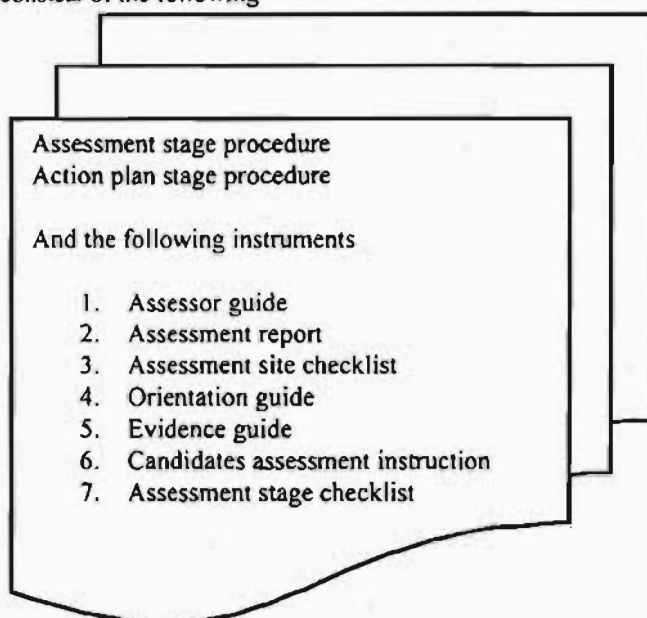 of the following
Assessment stage procedure
Action plan stage procedure
And the following instruments
1. Assessor guide
2. Assessment report
3. Assessment site checklist
4. Orientation guide
5. Evidence guide
6. Candidates assessment instruction
7. Assessment stage checklist